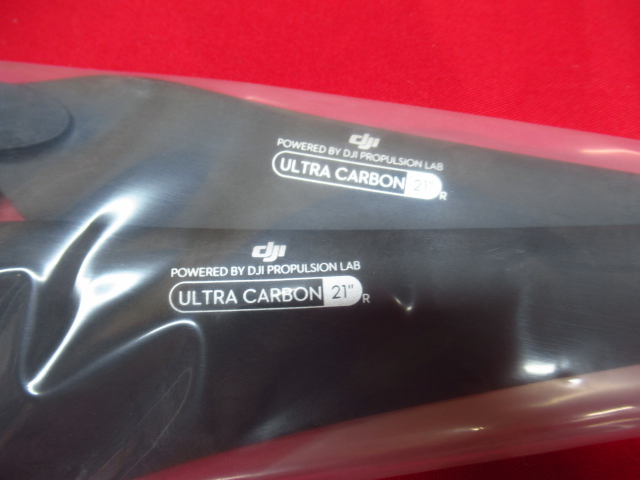 dji
POWERED BY DJI PROPULSION LAB
ULTRA CARBON 21" R
dji
POWERED BY DJI PROPULSION LAB
ULTRA CARBON 21" R